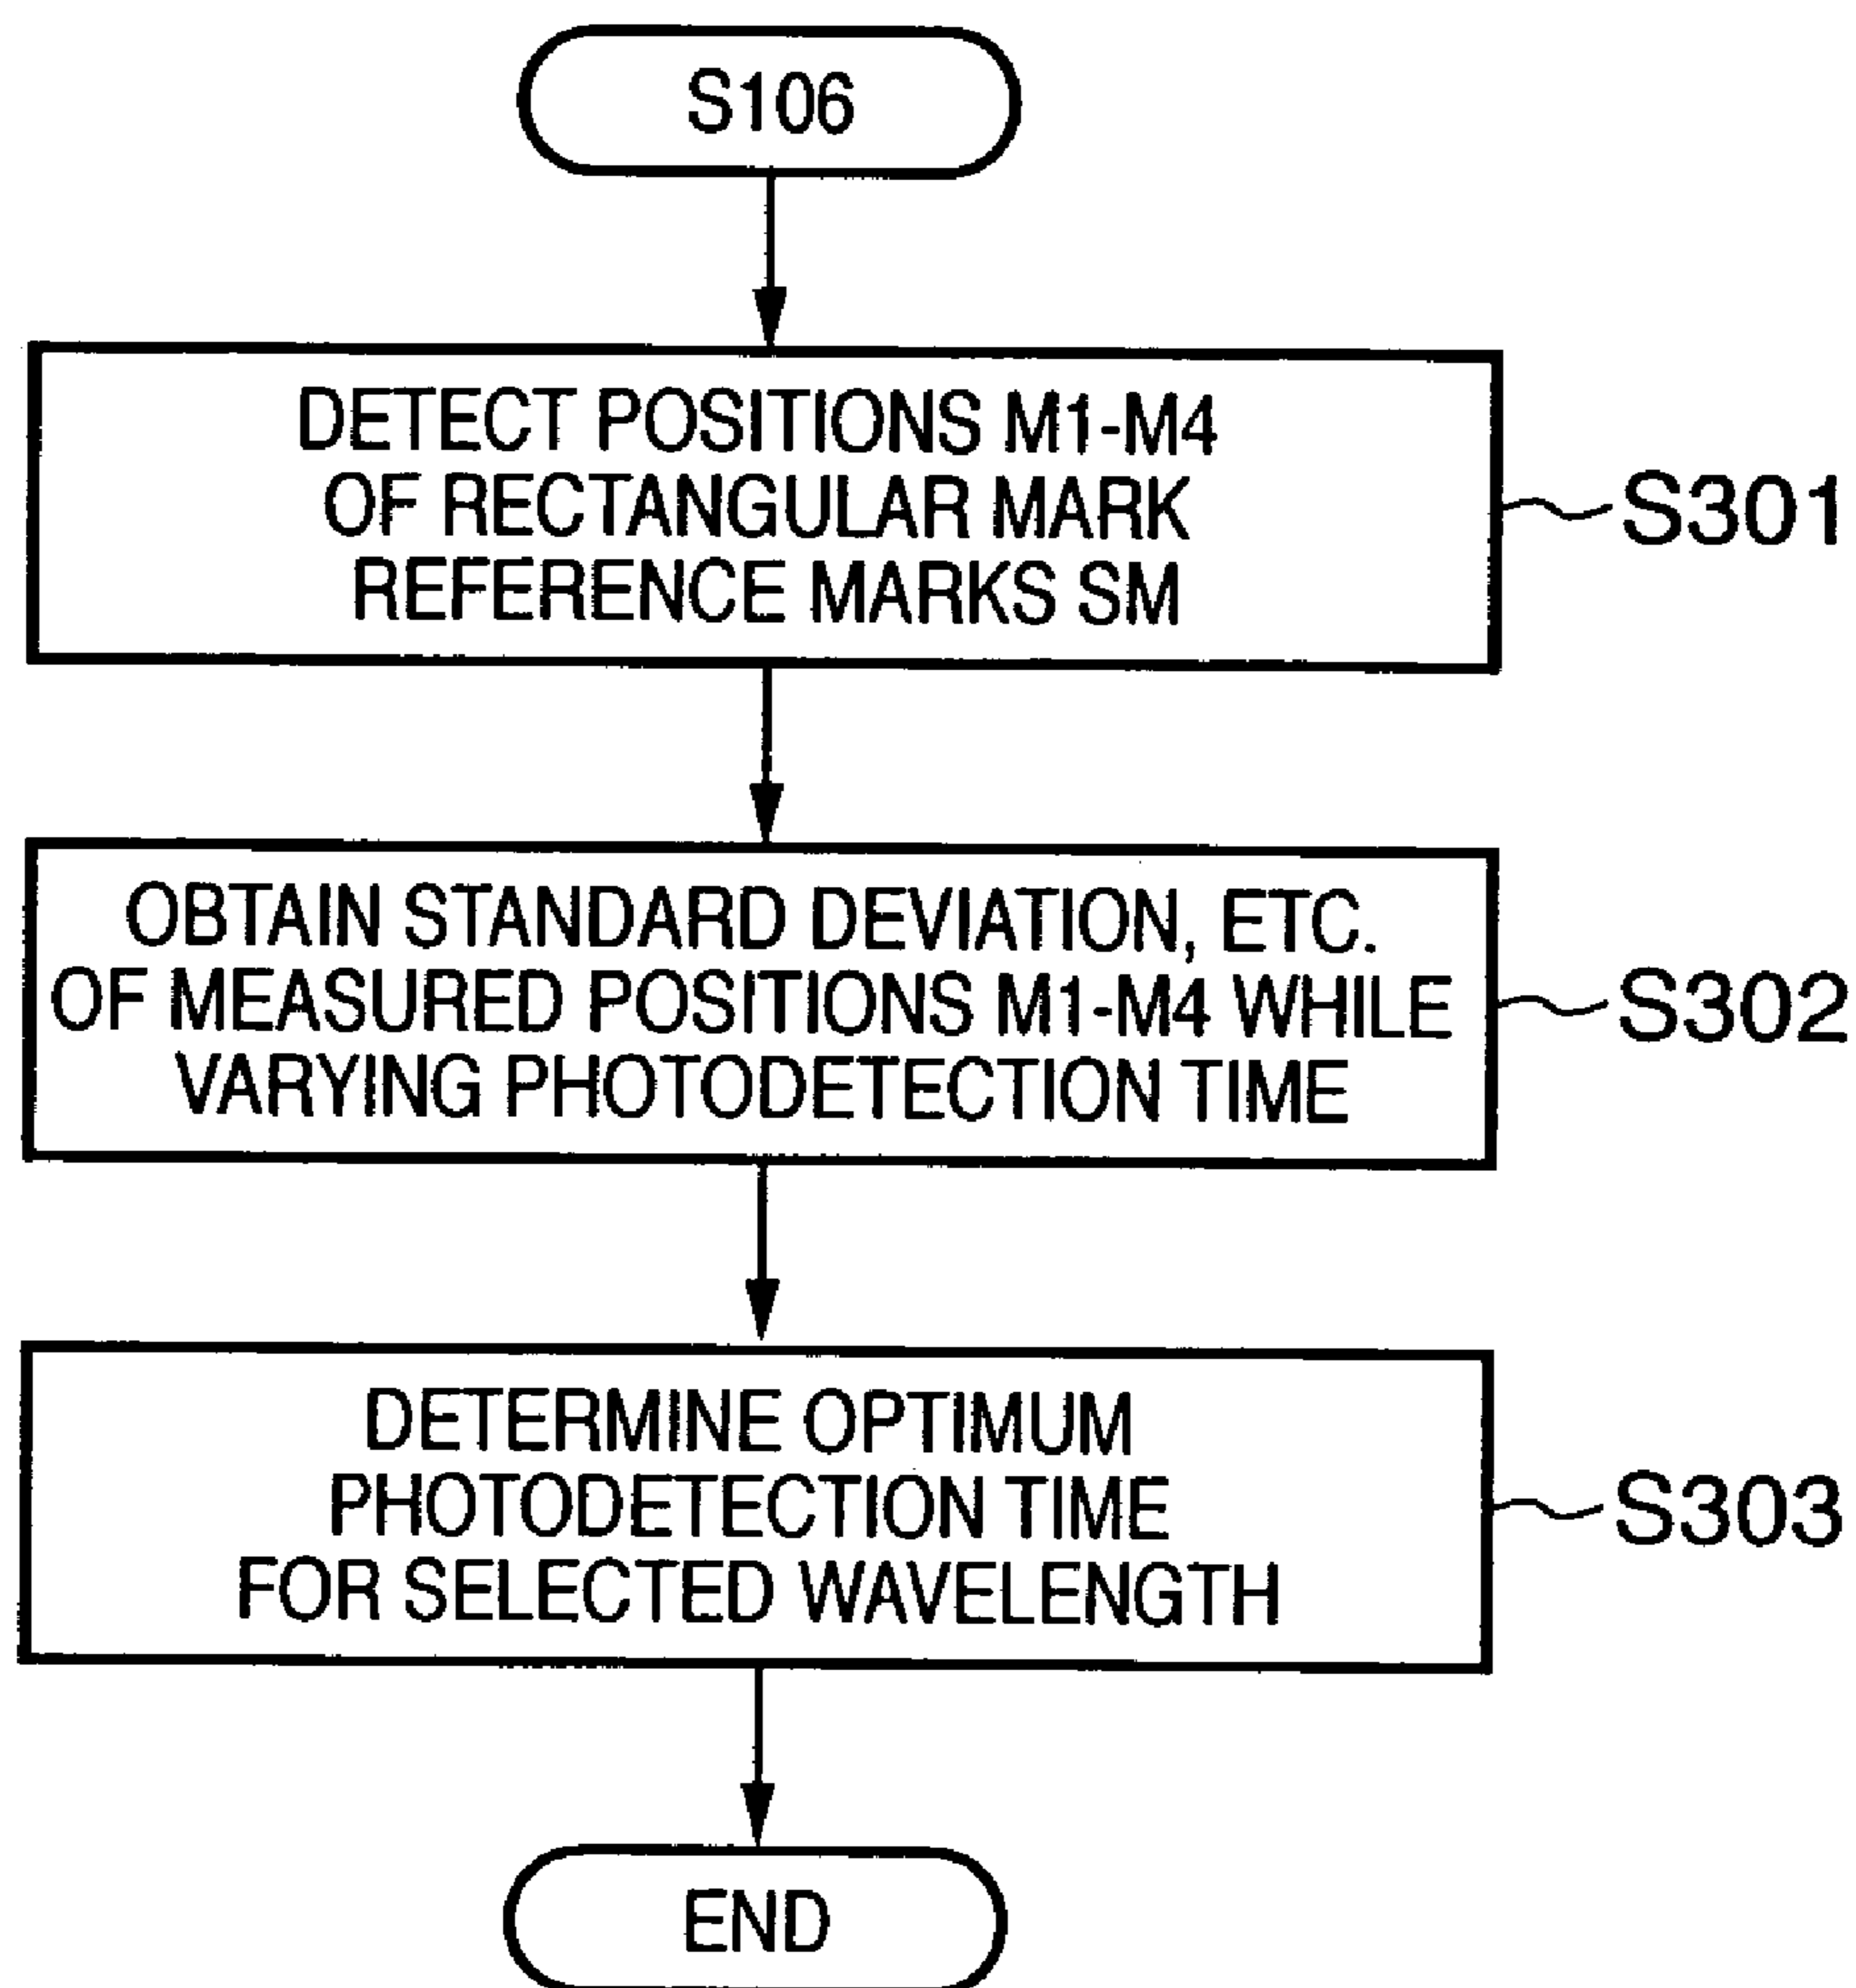 S106
DETECT POSITIONS M1-M4
OF RECTANGULAR MARK
REFERENCE MARKS SM
S301
OBTAIN STANDARD DEVIATION, ETC.
OF MEASURED POSITIONS M1-M4 WHILE
VARYING PHOTODETECTION TIME
S302
DETERMINE OPTIMUM
PHOTODETECTION TIME
FOR SELECTED WAVELENGTH
S303
END